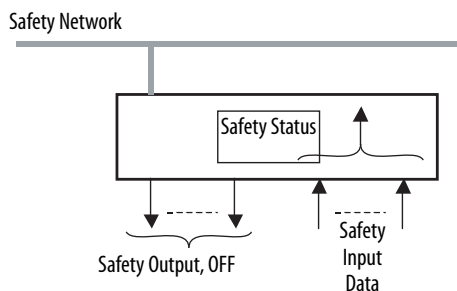 Safety Network
Safety Status
Safety Output, OFF
Safety
Input
Data